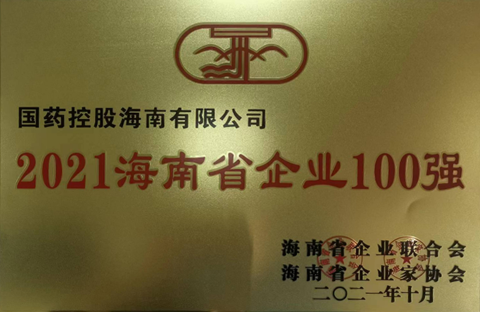 国药控股海南有限公司
2021海南省企业100强
海南省企业联合会
海南省企业家协会
二〇二一年十月